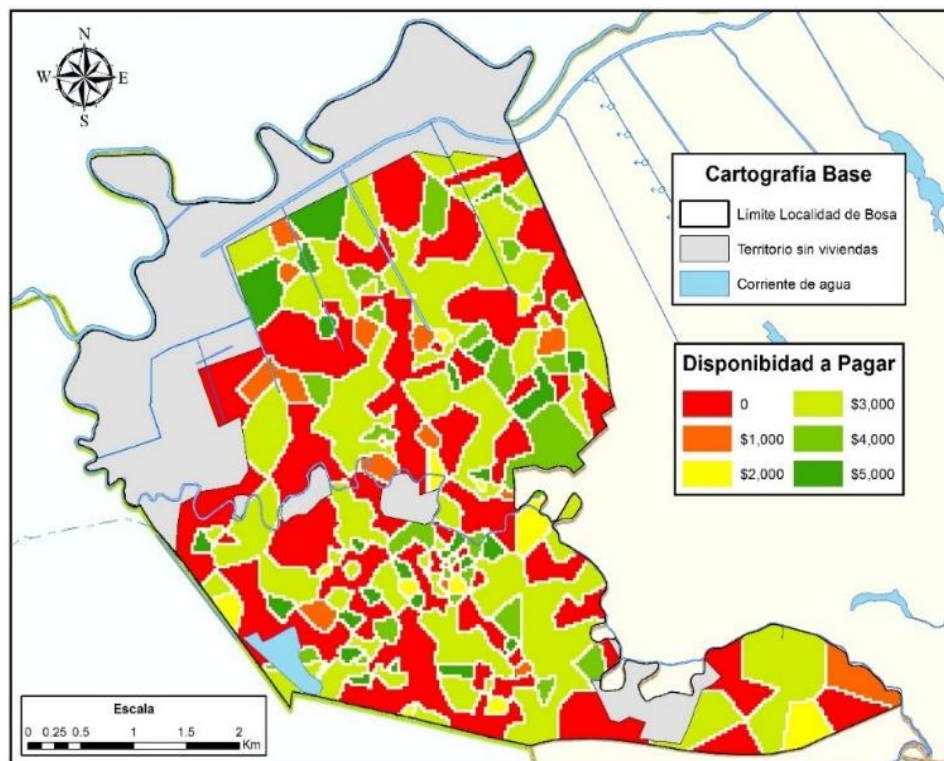 N
W E
S
Cartografía Base
Límite Localidad de Bosa
Territorio sin viviendas
Corriente de agua
Disponibidad a Pagar
0 $3,000
$1,000 $4,000
$2,000 $5,000
Escala
0 0.25 0.5 1 1.5 2
Km